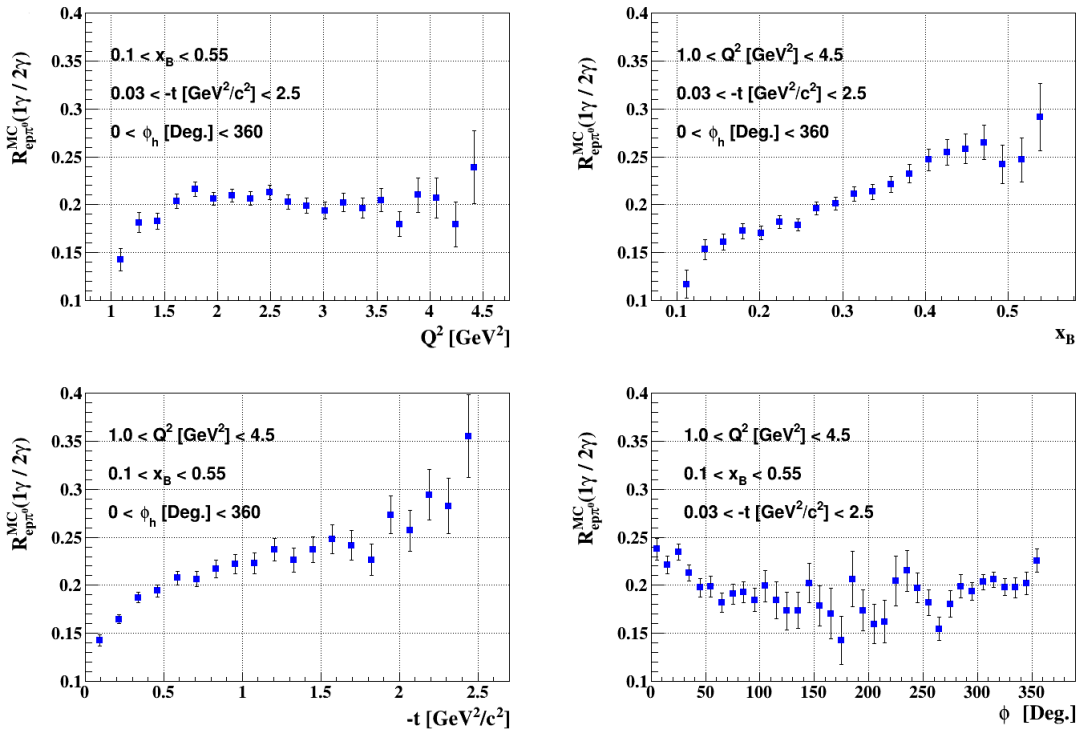 R^MC_epπ⁰(1γ / 2γ)
0.4
0.35
0.3
0.25
0.2
0.15
0.1
0.1 < x_B < 0.55
0.03 < -t [GeV²/c²] < 2.5
0 < ϕ_h [Deg.] < 360
1 1.5 2 2.5 3 3.5 4 4.5
Q² [GeV²]
R^MC_epπ⁰(1γ / 2γ)
0.4
0.35
0.3
0.25
0.2
0.15
0.1
1.0 < Q² [GeV²] < 4.5
0.03 < -t [GeV²/c²] < 2.5
0 < ϕ_h [Deg.] < 360
0.1 0.2 0.3 0.4 0.5
x_B
R^MC_epπ⁰(1γ / 2γ)
0.4
0.35
0.3
0.25
0.2
0.15
0.1
1.0 < Q² [GeV²] < 4.5
0.1 < x_B < 0.55
0 < ϕ_h [Deg.] < 360
0 0.5 1 1.5 2 2.5
-t [GeV²/c²]
R^MC_epπ⁰(1γ / 2γ)
0.4
0.35
0.3
0.25
0.2
0.15
0.1
1.0 < Q² [GeV²] < 4.5
0.1 < x_B < 0.55
0.03 < -t [GeV²/c²] < 2.5
0 50 100 150 200 250 300 350
ϕ [Deg.]